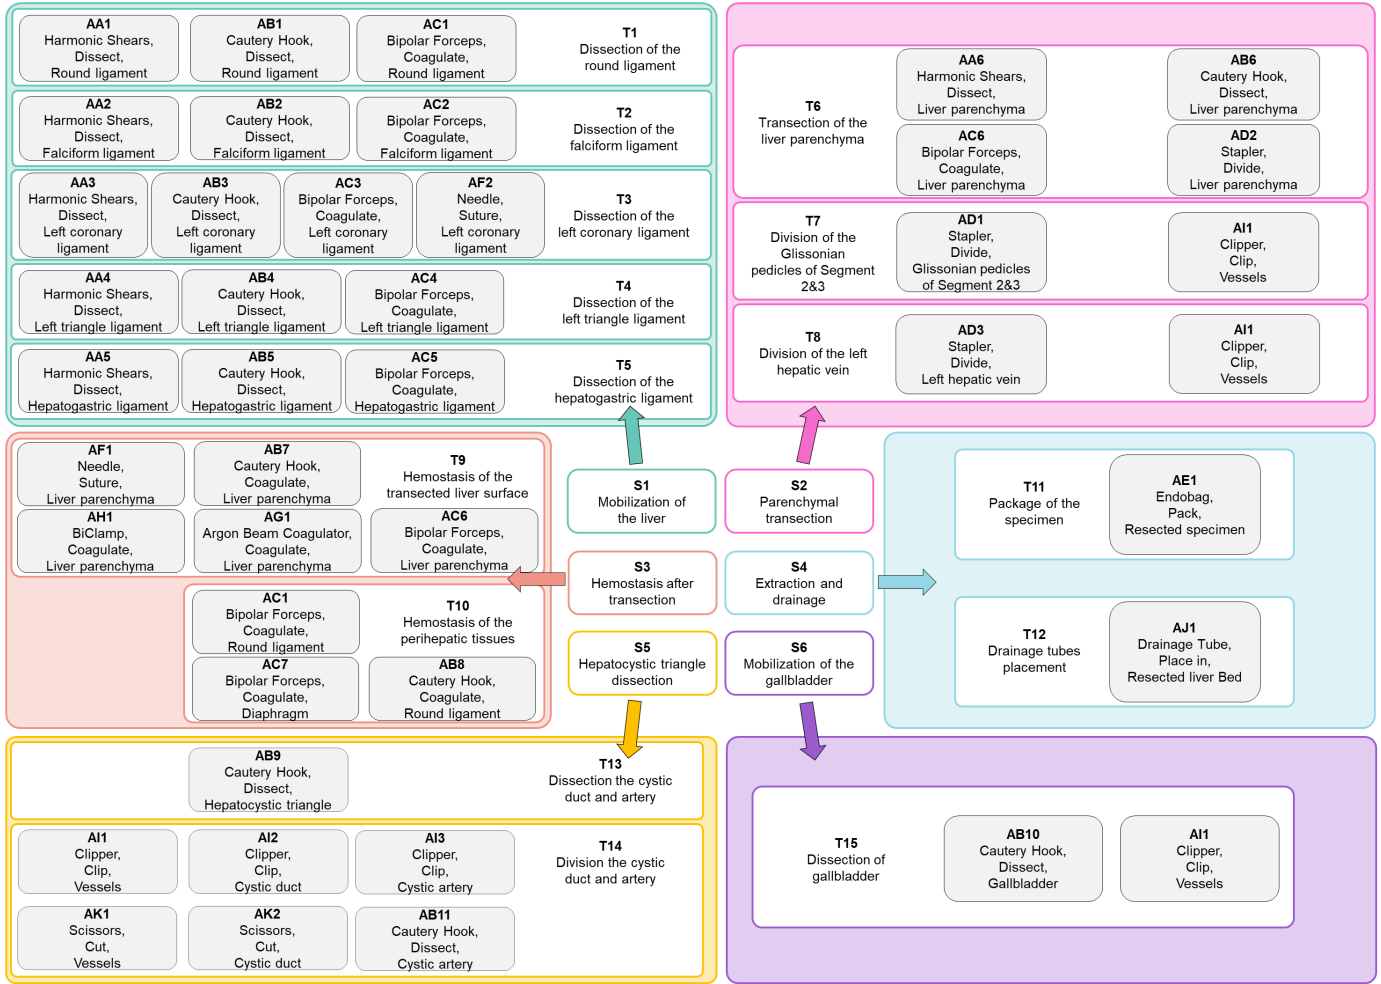 AA1
Harmonic Shears,
Dissect,
Round ligament
AB1
Cautery Hook,
Dissect,
Round ligament
AC1
Bipolar Forceps,
Coagulate,
Round ligament
T1
Dissection of the
round ligament
AA2
Harmonic Shears,
Dissect,
Falciform ligament
AB2
Cautery Hook,
Dissect,
Falciform ligament
AC2
Bipolar Forceps,
Coagulate,
Falciform ligament
T2
Dissection of the
falciform ligament
AA3
Harmonic Shears,
Dissect,
Left coronary
ligament
AB3
Cautery Hook,
Dissect,
Left coronary
ligament
AC3
Bipolar Forceps,
Coagulate,
Left coronary
ligament
AF2
Needle,
Suture,
Left coronary
ligament
T3
Dissection of the
left coronary ligament
AA4
Harmonic Shears,
Dissect,
Left triangle ligament
AB4
Cautery Hook,
Dissect,
Left triangle ligament
AC4
Bipolar Forceps,
Coagulate,
Left triangle ligament
T4
Dissection of the
left triangle ligament
AA5
Harmonic Shears,
Dissect,
Hepatogastric ligament
AB5
Cautery Hook,
Dissect,
Hepatogastric ligament
AC5
Bipolar Forceps,
Coagulate,
Hepatogastric ligament
T5
Dissection of the
hepatogastric ligament
T6
Transection of the
liver parenchyma
AA6
Harmonic Shears,
Dissect,
Liver parenchyma
AB6
Cautery Hook,
Dissect,
Liver parenchyma
AC6
Bipolar Forceps,
Coagulate,
Liver parenchyma
AD2
Stapler,
Divide,
Liver parenchyma
T7
Division of the
Glissonian
pedicles of Segment
2&3
AD1
Stapler,
Divide,
Glissonian pedicles
of Segment 2&3
AI1
Clipper,
Clip,
Vessels
T8
Division of the left
hepatic vein
AD3
Stapler,
Divide,
Left hepatic vein
AI1
Clipper,
Clip,
Vessels
AF1
Needle,
Suture,
Liver parenchyma
AB7
Cautery Hook,
Coagulate,
Liver parenchyma
T9
Hemostasis of the
transected liver surface
AH1
BiClamp,
Coagulate,
Liver parenchyma
AG1
Argon Beam Coagulator,
Coagulate,
Liver parenchyma
AC6
Bipolar Forceps,
Coagulate,
Liver parenchyma
AC1
Bipolar Forceps,
Coagulate,
Round ligament
T10
Hemostasis of the
perihepatic tissues
AC7
Bipolar Forceps,
Coagulate,
Diaphragm
AB8
Cautery Hook,
Coagulate,
Round ligament
S1
Mobilization of
the liver
S2
Parenchymal
transection
S3
Hemostasis after
transection
S4
Extraction and
drainage
S5
Hepatocystic triangle
dissection
S6
Mobilization of the
gallbladder
T11
Package of the
specimen
AE1
Endobag,
Pack,
Resected specimen
T12
Drainage tubes
placement
AJ1
Drainage Tube,
Place in,
Resected liver Bed
AB9
Cautery Hook,
Dissect,
Hepatocystic triangle
T13
Dissection the cystic
duct and artery
AI1
Clipper,
Clip,
Vessels
AI2
Clipper,
Clip,
Cystic duct
AI3
Clipper,
Clip,
Cystic artery
T14
Division the cystic
duct and artery
AK1
Scissors,
Cut,
Vessels
AK2
Scissors,
Cut,
Cystic duct
AB11
Cautery Hook,
Dissect,
Cystic artery
T15
Dissection of
gallbladder
AB10
Cautery Hook,
Dissect,
Gallbladder
AI1
Clipper,
Clip,
Vessels